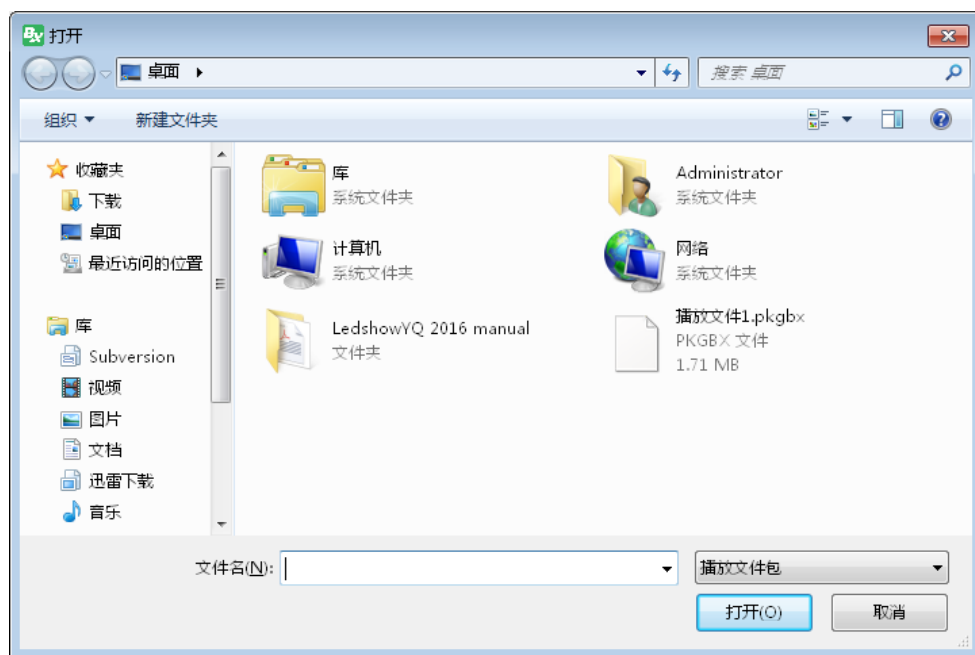 打开
桌面
搜索 桌面
组织
新建文件夹
收藏夹
下载
桌面
最近访问的位置
库
Subversion
视频
图片
文档
迅雷下载
音乐
库
系统文件夹
Administrator
系统文件夹
计算机
系统文件夹
网络
系统文件夹
LedshowYQ 2016 manual
文件夹
播放文件1.pkgbx
PKGBX 文件
1.71 MB
文件名(N):
播放文件包
打开(O)
取消